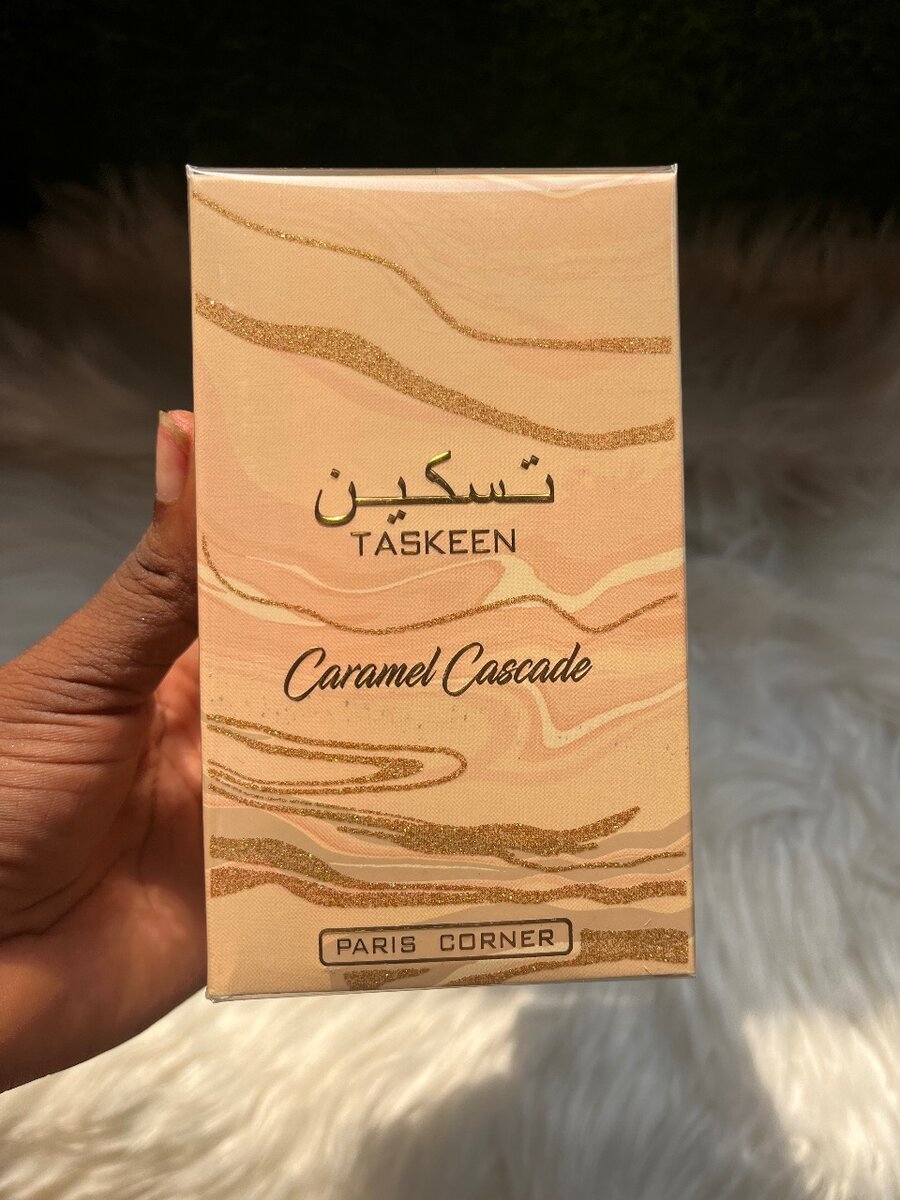 تسكين
TASKEEN
Caramel Cascade
PARIS CORNER